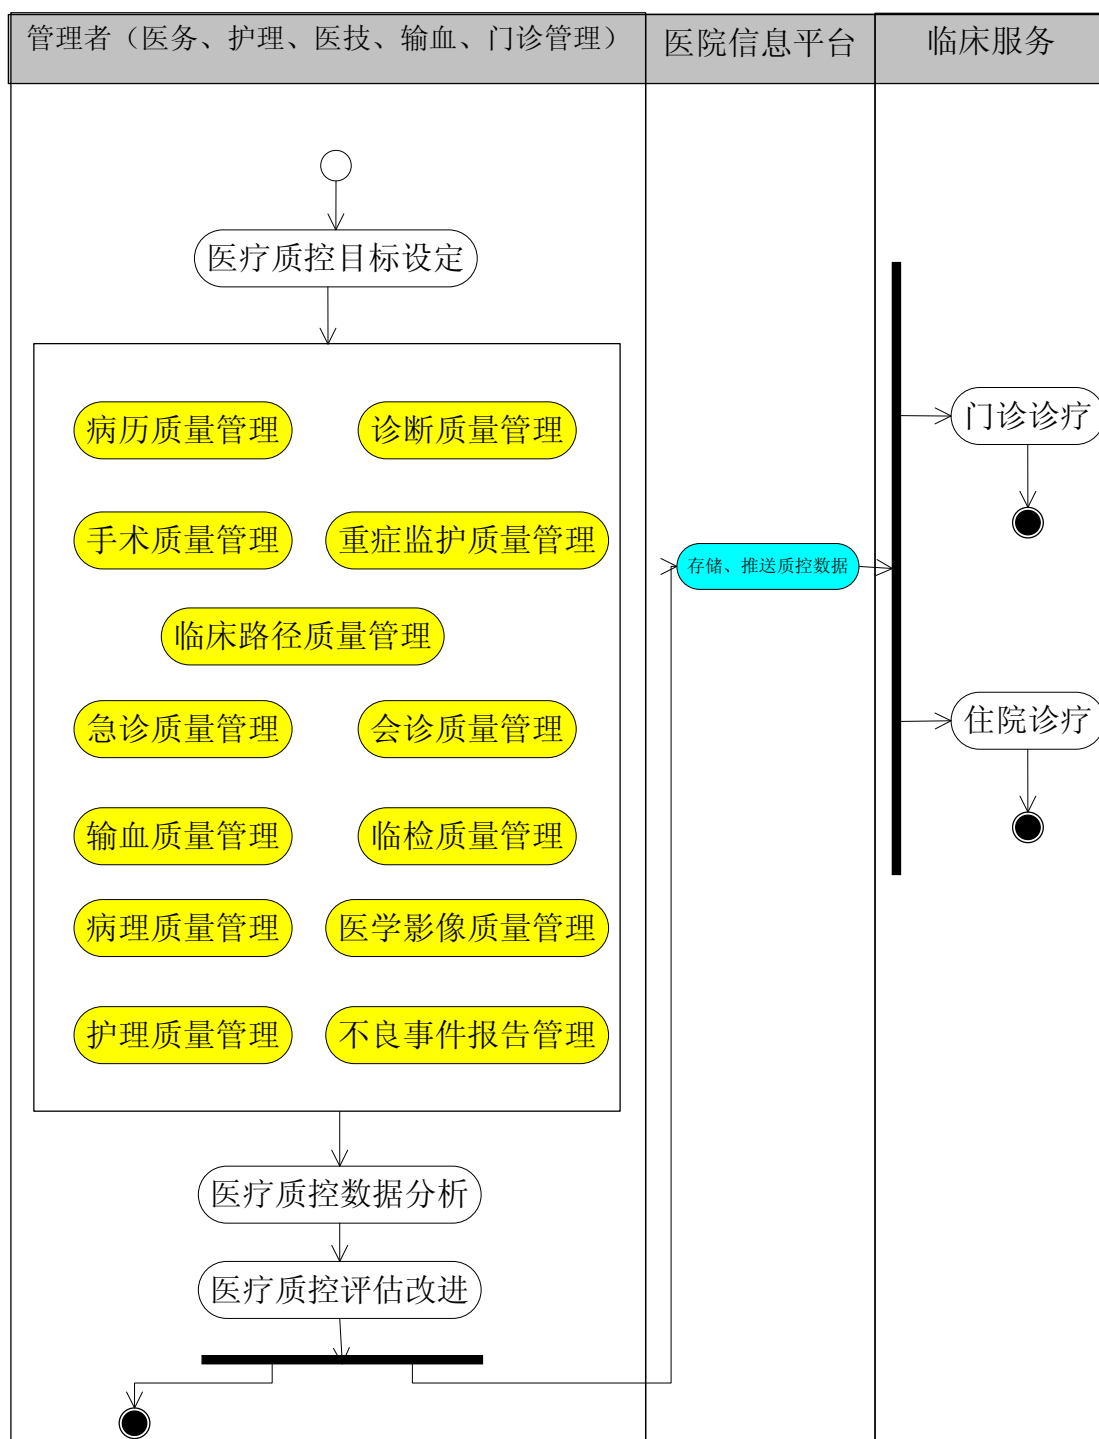 管理者（医务、护理、医技、输血、门诊管理）
医院信息平台
临床服务
医疗质控目标设定
病历质量管理
诊断质量管理
手术质量管理
重症监护质量管理
临床路径质量管理
急诊质量管理
会诊质量管理
输血质量管理
临检质量管理
病理质量管理
医学影像质量管理
护理质量管理
不良事件报告管理
医疗质控数据分析
医疗质控评估改进
存储、推送质控数据
门诊诊疗
住院诊疗